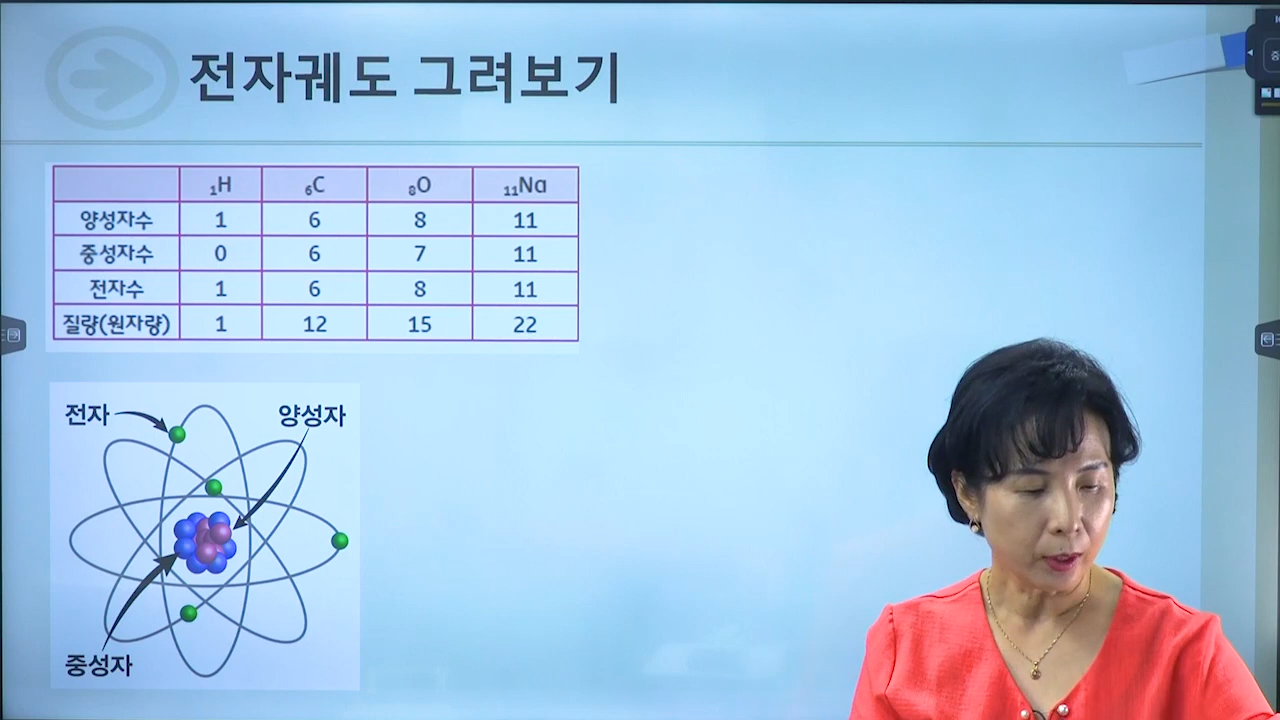 전자궤도 그려보기
₁H ₆C ₈O ₁₁Na
양성자수 1 6 8 11
중성자수 0 6 7 11
전자수 1 6 8 11
질량(원자량) 1 12 15 22
전자
양성자
중성자
중